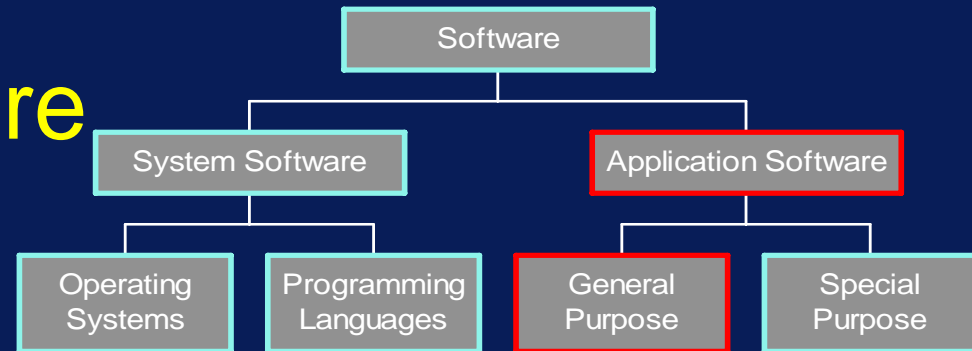 Software
re
System Software
Application Software
Operating
Systems
Programming
Languages
General
Purpose
Special
Purpose